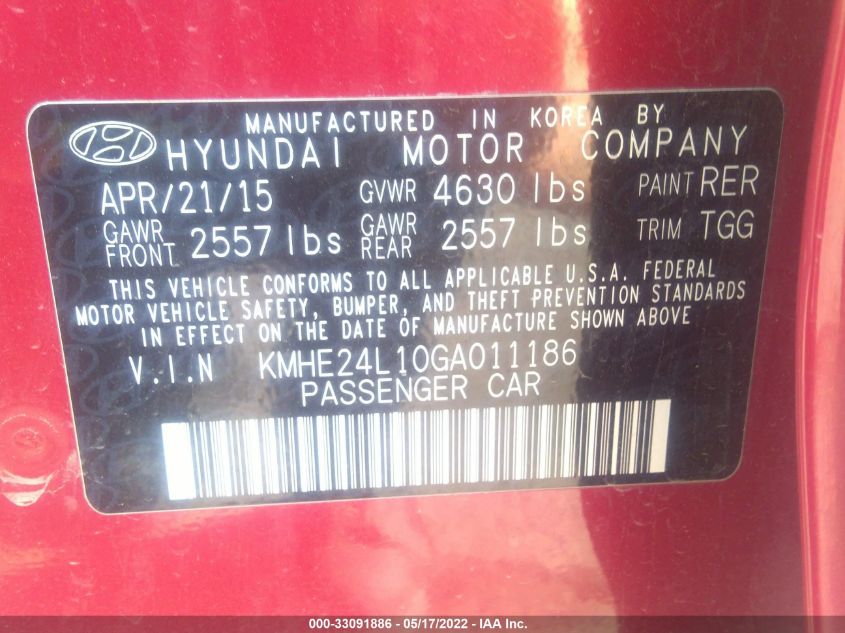 MANUFACTURED IN KOREA BY
HYUNDAI MOTOR COMPANY
APR/21/15 GVWR 4630 lbs PAINT RER
GAWR FRONT 2557 lbs GAWR REAR 2557 lbs TRIM TGG
THIS VEHICLE CONFORMS TO ALL APPLICABLE U.S.A. FEDERAL
MOTOR VEHICLE SAFETY, BUMPER, AND THEFT PREVENTION STANDARDS
IN EFFECT ON THE DATE OF MANUFACTURE SHOWN ABOVE
V.I.N KMHE24L10GA011186
PASSENGER CAR
000-33091886 - 05/17/2022 - IAA Inc.